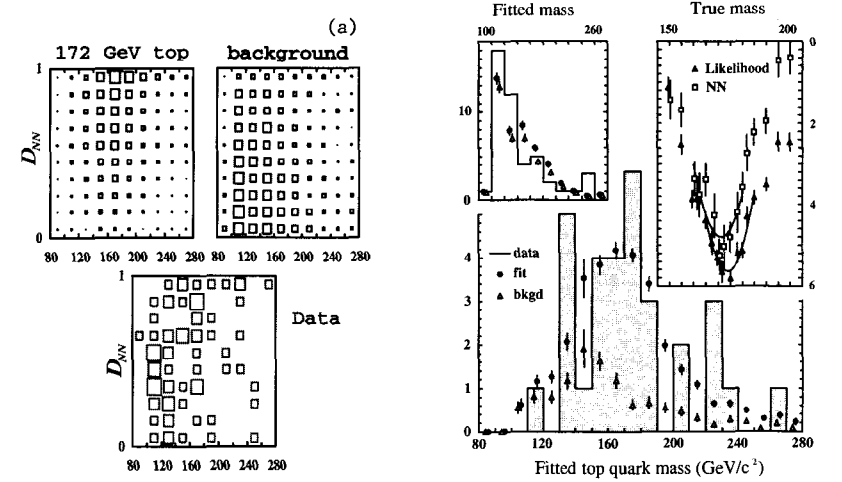 (a)
172 GeV top
background
1
D_NN
0
80 120 160 200 240 280
80 120 160 200 240 280
1
D_NN
0
80 120 160 200 240 280
Data
Fitted mass
100 260
10
0
True mass
150 200
0
2
4
6
Likelihood
NN
4
3
2
1
0
data
fit
bkgd
80 120 160 200 240 280
Fitted top quark mass (GeV/c²)